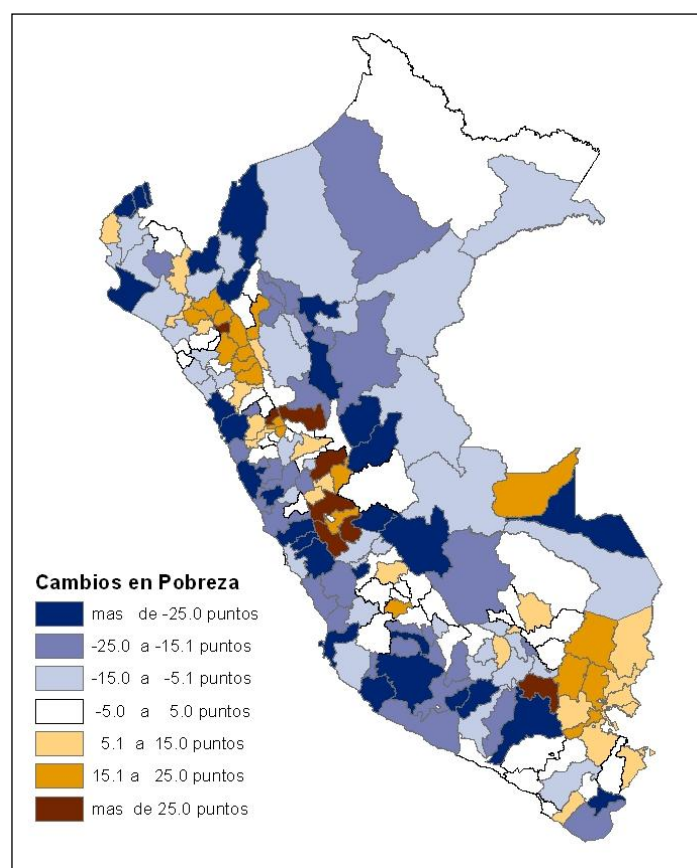 Cambios en Pobreza
mas de -25.0 puntos
-25.0 a -15.1 puntos
-15.0 a -5.1 puntos
-5.0 a 5.0 puntos
5.1 a 15.0 puntos
15.1 a 25.0 puntos
mas de 25.0 puntos